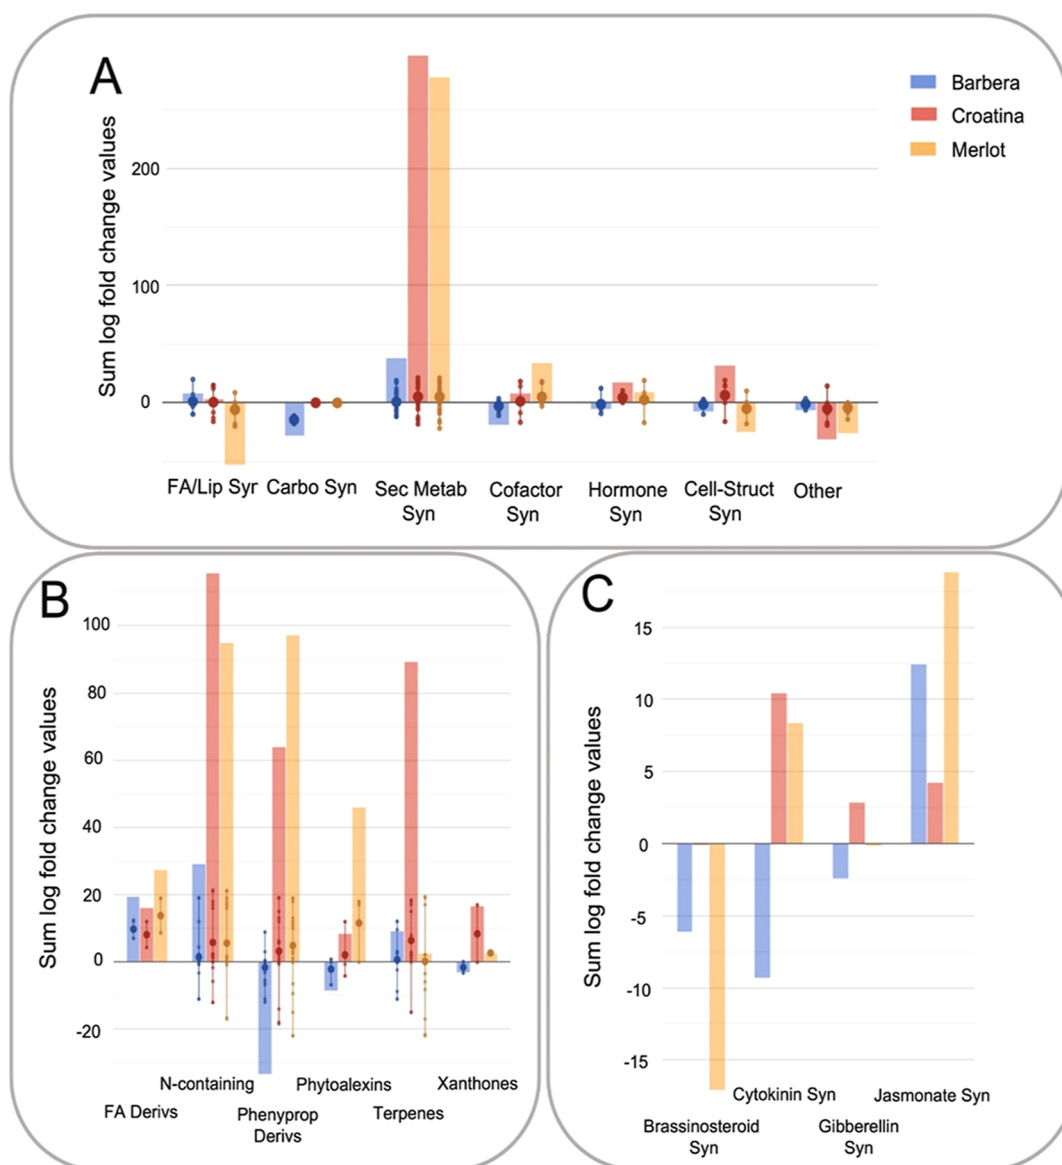 A
Barbera
Croatina
Merlot
Sum log fold change values
200
100
0
FA/Lip Syr
Carbo Syn
Sec Metab
Syn
Cofactor
Syn
Hormone
Syn
Cell-Struct
Syn
Other
B
Sum log fold change values
100
80
60
40
20
0
-20
N-containing
Phytoalexins
Xanthones
FA Derivs
Phenyprop
Derivs
Terpenes
C
Sum log fold change values
15
10
5
0
-5
-10
-15
Cytokinin Syn
Jasmonate Syn
Brassinosteroid
Syn
Gibberellin
Syn